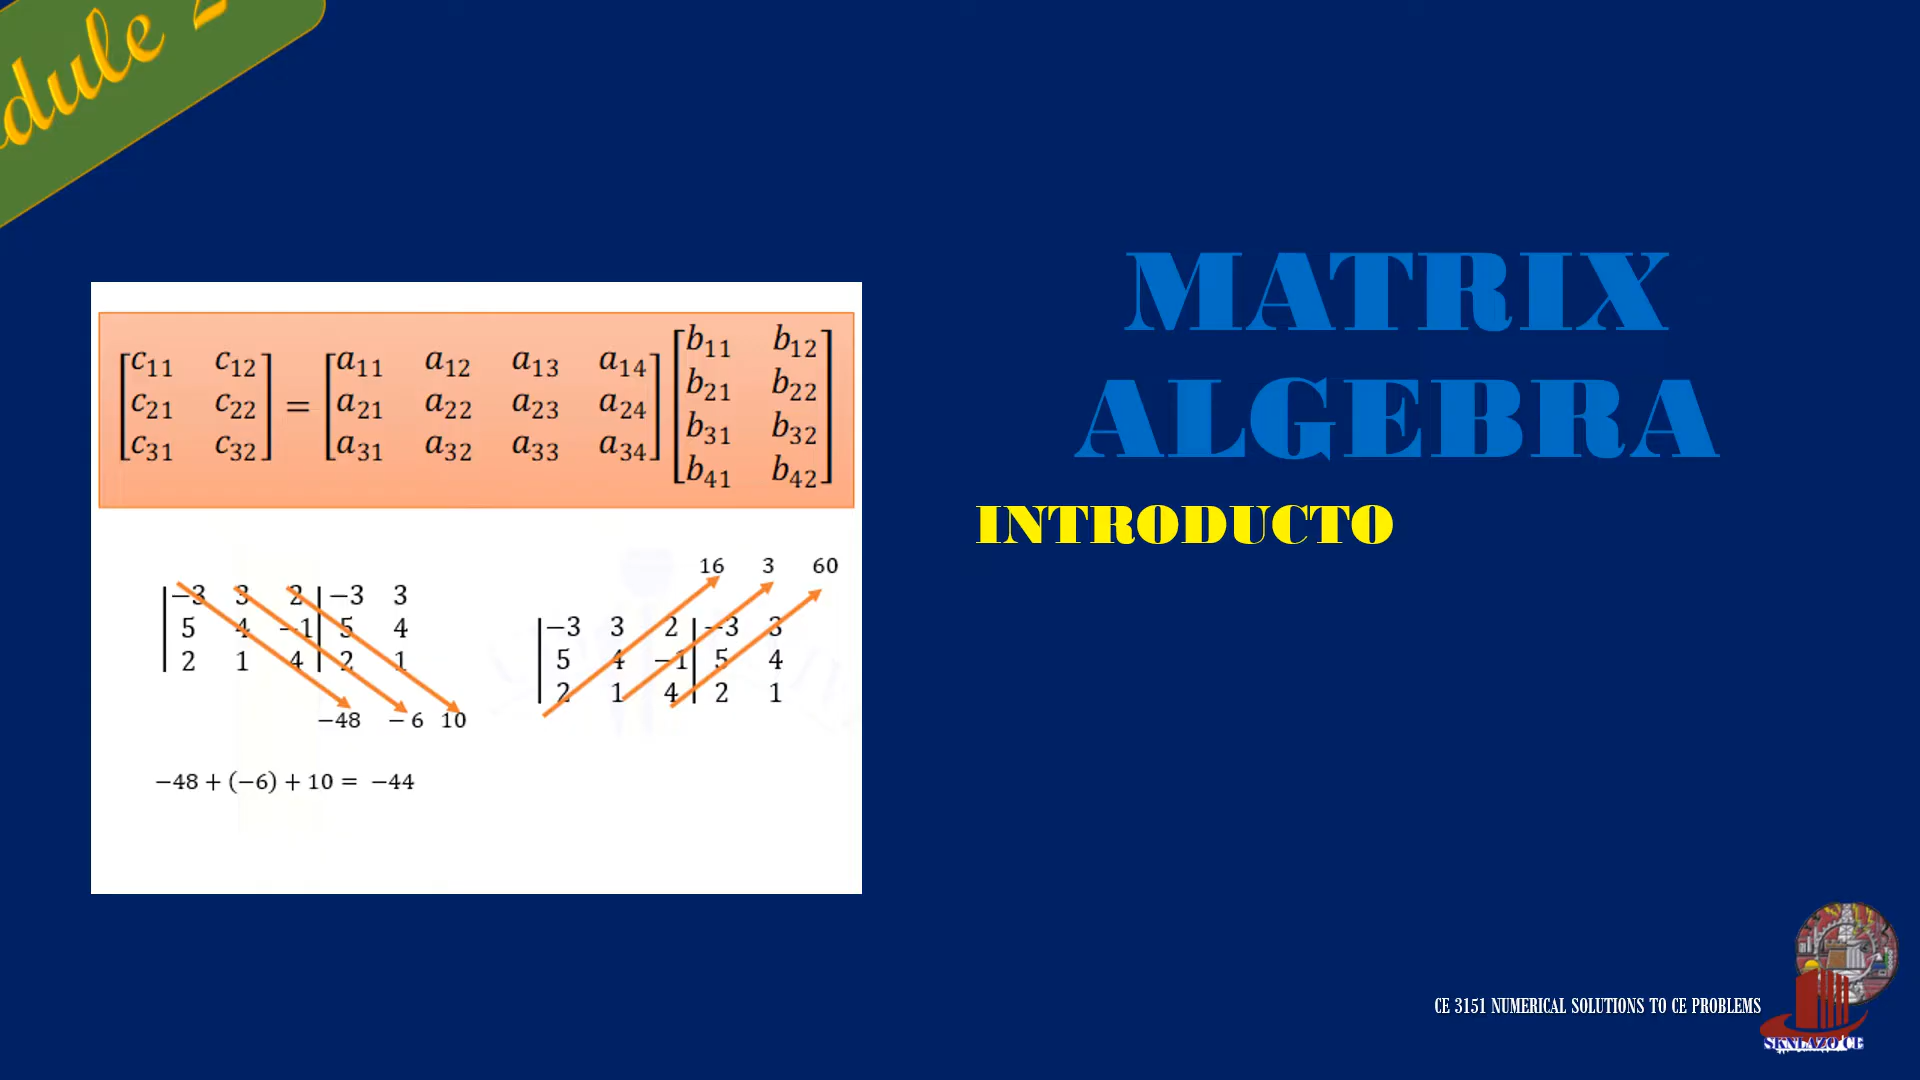 dule 2
MATRIX
ALGEBRA
INTRODUCTO
c11 c12 a11 a12 a13 a14 b11 b12
c21 c22 = a21 a22 a23 a24 b21 b22
c31 c32 a31 a32 a33 a34 b31 b32
b41 b42
−3 3 2 −3 3
5 4 −1 5 4
2 1 4 2 1
−48 −6 10
−48 + (−6) + 10 = −44
16 3 60
−3 3 2 −3 3
5 4 −1 5 4
2 1 4 2 1
CE 3151 NUMERICAL SOLUTIONS TO CE PROBLEMS
SKNLAZO CE